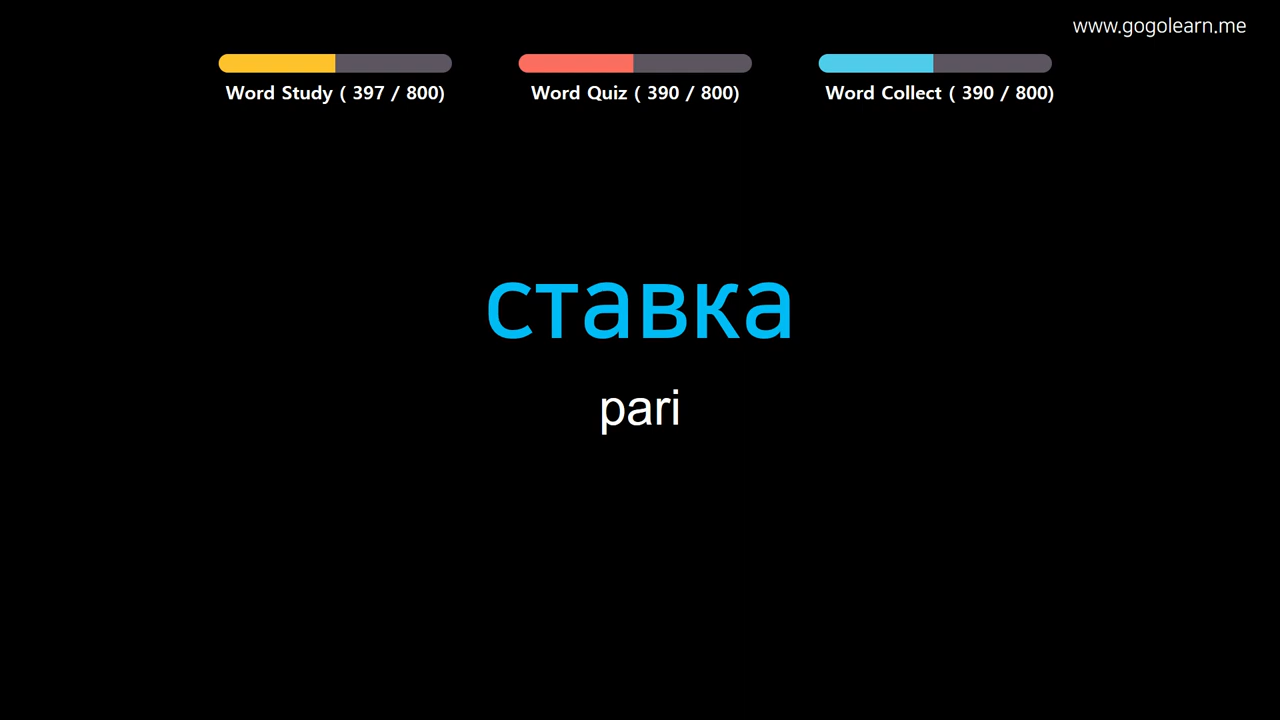 www.gogolearn.me
Word Study ( 397 / 800)
Word Quiz ( 390 / 800)
Word Collect ( 390 / 800)
ставка
pari